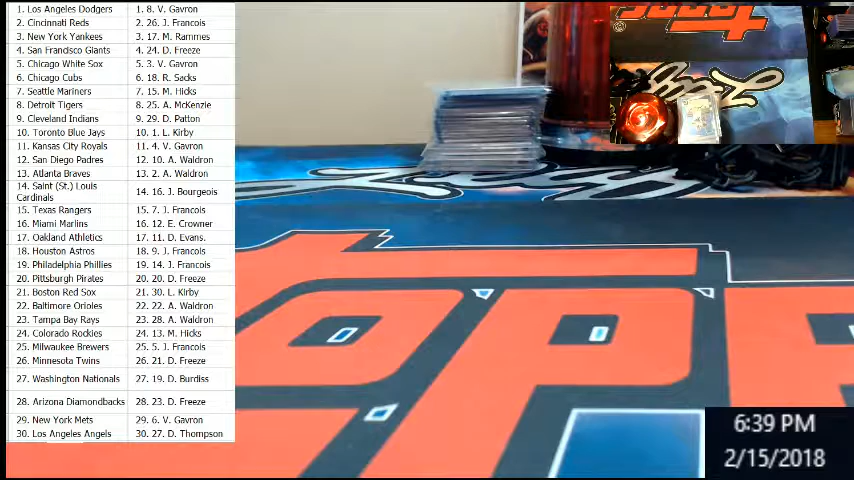 1. Los Angeles Dodgers 1. 8. V. Gavron
2. Cincinnati Reds 2. 26. J. Francois
3. New York Yankees 3. 17. M. Rammes
4. San Francisco Giants 4. 24. D. Freeze
5. Chicago White Sox 5. 3. V. Gavron
6. Chicago Cubs 6. 18. R. Sacks
7. Seattle Mariners 7. 15. M. Hicks
8. Detroit Tigers 8. 25. A. McKenzie
9. Cleveland Indians 9. 29. D. Patton
10. Toronto Blue Jays 10. 1. L. Kirby
11. Kansas City Royals 11. 4. V. Gavron
12. San Diego Padres 12. 10. A. Waldron
13. Atlanta Braves 13. 2. A. Waldron
14. Saint (St.) Louis
Cardinals 14. 16. J. Bourgeois
15. Texas Rangers 15. 7. J. Francois
16. Miami Marlins 16. 12. E. Crowner
17. Oakland Athletics 17. 11. D. Evans.
18. Houston Astros 18. 9. J. Francois
19. Philadelphia Phillies 19. 14. J. Francois
20. Pittsburgh Pirates 20. 20. D. Freeze
21. Boston Red Sox 21. 30. L. Kirby
22. Baltimore Orioles 22. 22. A. Waldron
23. Tampa Bay Rays 23. 28. A. Waldron
24. Colorado Rockies 24. 13. M. Hicks
25. Milwaukee Brewers 25. 5. J. Francois
26. Minnesota Twins 26. 21. D. Freeze
27. Washington Nationals 27. 19. D. Burdiss
28. Arizona Diamondbacks 28. 23. D. Freeze
29. New York Mets 29. 6. V. Gavron
30. Los Angeles Angels 30. 27. D. Thompson
6:39 PM
2/15/2018